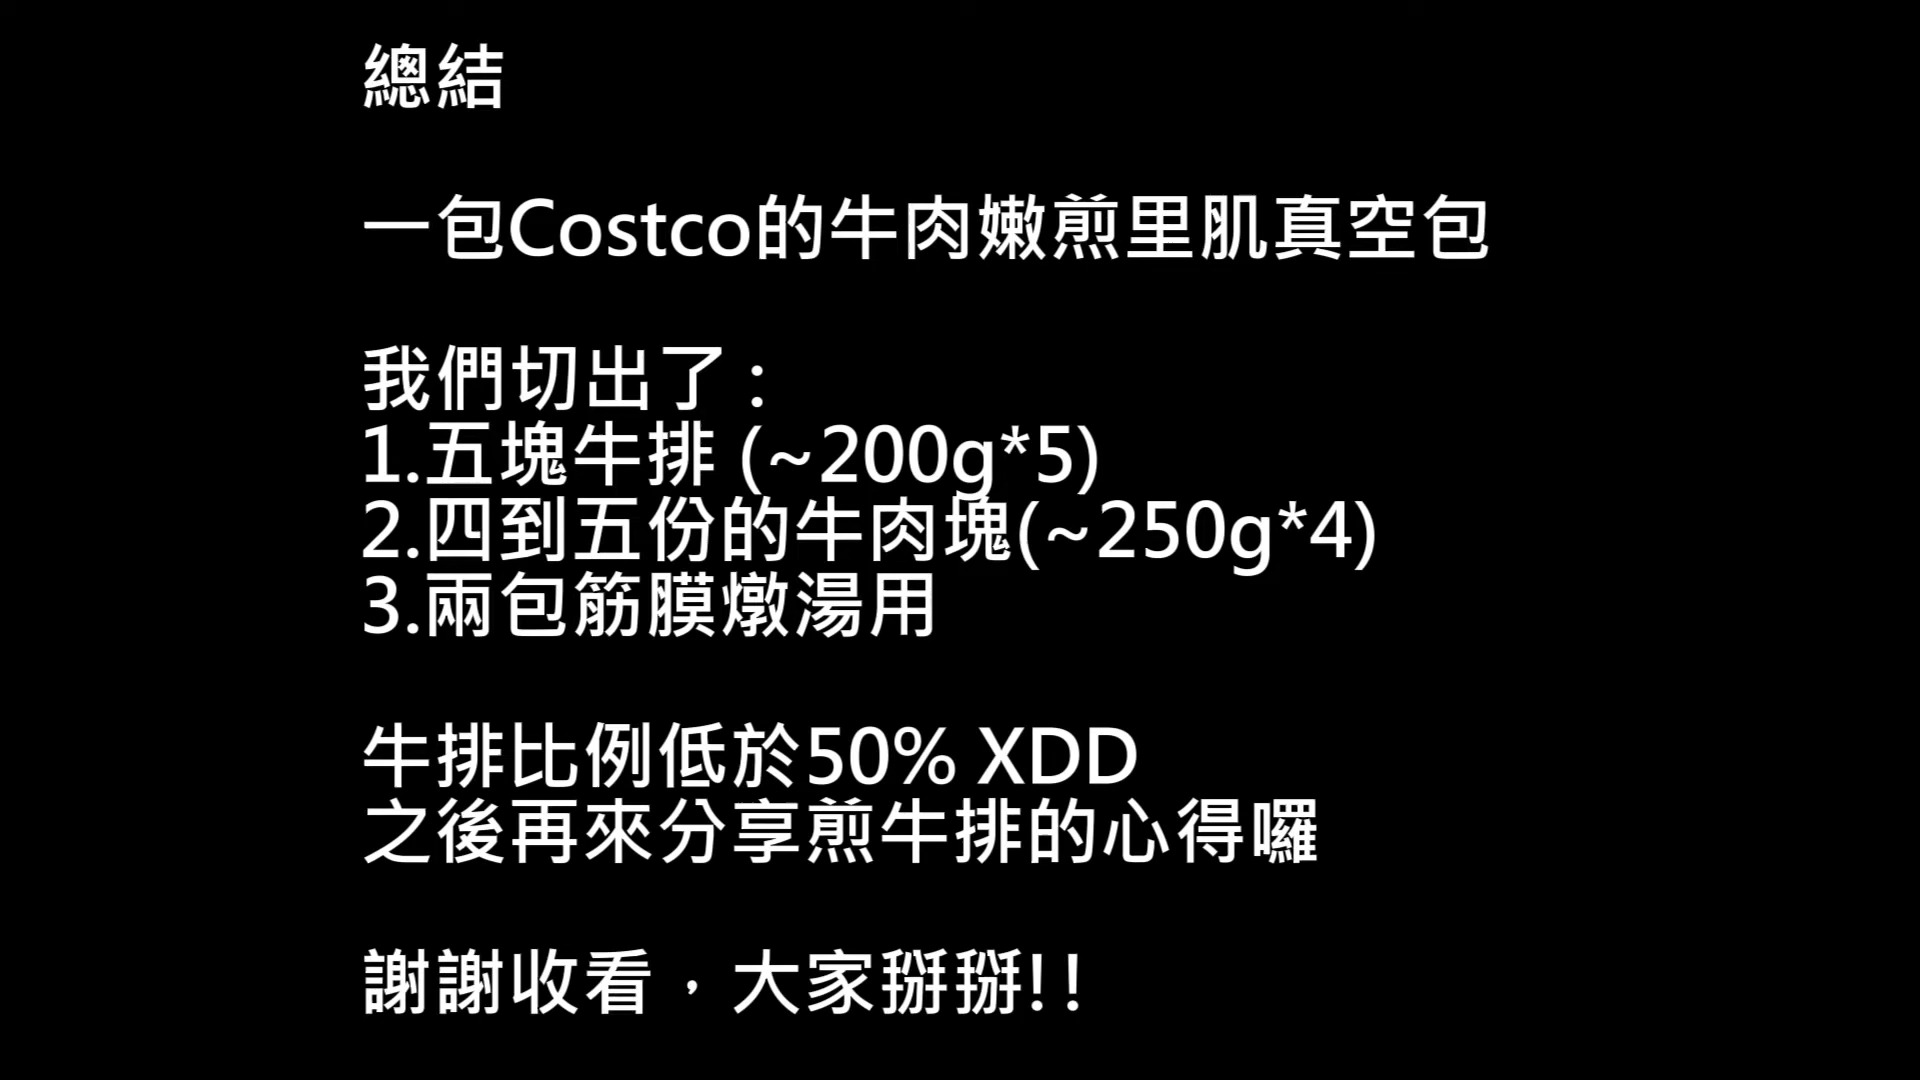 總結
一包Costco的牛肉嫩煎里肌真空包
我們切出了:
1.五塊牛排 (~200g*5)
2.四到五份的牛肉塊(~250g*4)
3.兩包筋膜燉湯用
牛排比例低於50% XDD
之後再來分享煎牛排的心得囉
謝謝收看，大家掰掰!!